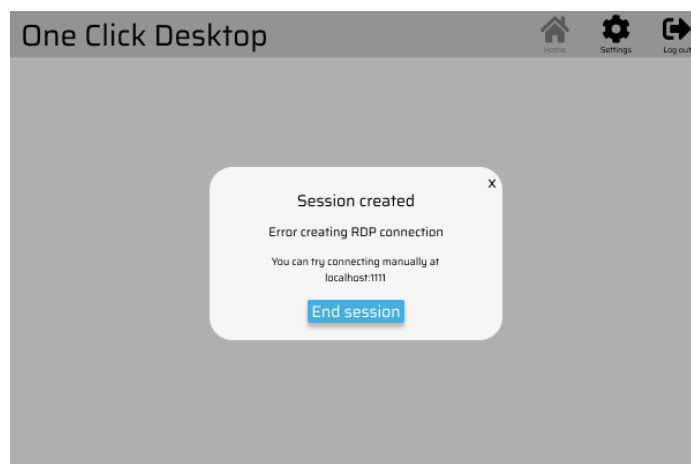 One Click Desktop
Home
Settings
Log out
x
Session created
Error creating RDP connection
You can try connecting manually at
localhost:1111
End session